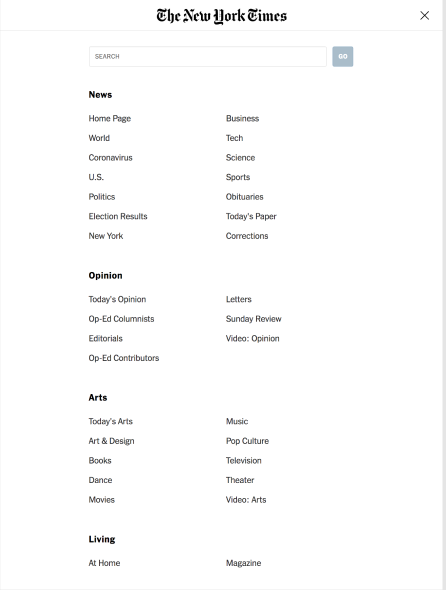 The New York Times
SEARCH
GO
News
Home Page
Business
World
Tech
Coronavirus
Science
U.S.
Sports
Politics
Obituaries
Election Results
Today's Paper
New York
Corrections
Opinion
Today's Opinion
Letters
Op-Ed Columnists
Sunday Review
Editorials
Video: Opinion
Op-Ed Contributors
Arts
Today's Arts
Music
Art & Design
Pop Culture
Books
Television
Dance
Theater
Movies
Video: Arts
Living
At Home
Magazine